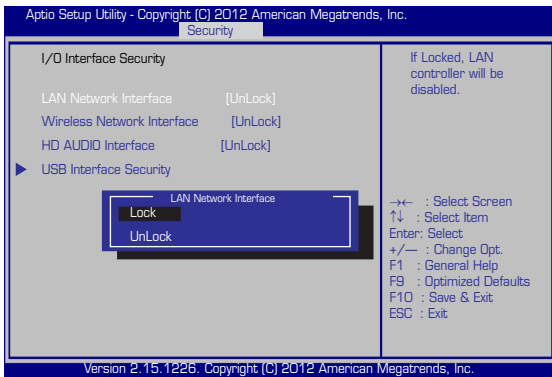 Aptio Setup Utility - Copyright (C) 2012 American Megatrends, Inc.
Security
I/O Interface Security
LAN Network Interface [UnLock]
Wireless Network Interface [UnLock]
HD AUDIO Interface [UnLock]
USB Interface Security
LAN Network Interface
Lock
UnLock
If Locked, LAN
controller will be
disabled.
→← : Select Screen
↑↓ : Select Item
Enter: Select
+/— : Change Opt.
F1 : General Help
F9 : Optimized Defaults
F10 : Save & Exit
ESC : Exit
Version 2.15.1226. Copyright (C) 2012 American Megatrends, Inc.